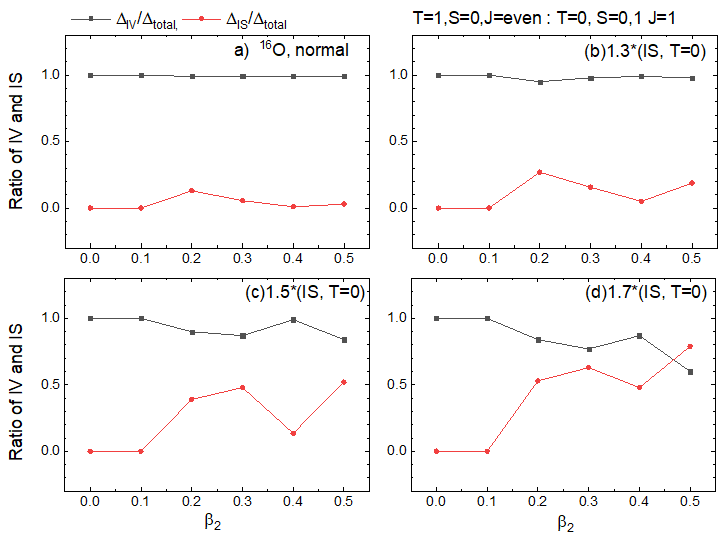 Δ_IV/Δ_total, Δ_IS/Δ_total T=1,S=0,J=even : T=0, S=0,1 J=1
a) ¹⁶O, normal
(b)1.3*(IS, T=0)
Ratio of IV and IS
1.0
0.5
0.0
0.0 0.1 0.2 0.3 0.4 0.5
1.0
0.5
0.0
0.0 0.1 0.2 0.3 0.4 0.5
(c)1.5*(IS, T=0)
(d)1.7*(IS, T=0)
Ratio of IV and IS
1.0
0.5
0.0
0.0 0.1 0.2 0.3 0.4 0.5
β₂
1.0
0.5
0.0
0.0 0.1 0.2 0.3 0.4 0.5
β₂